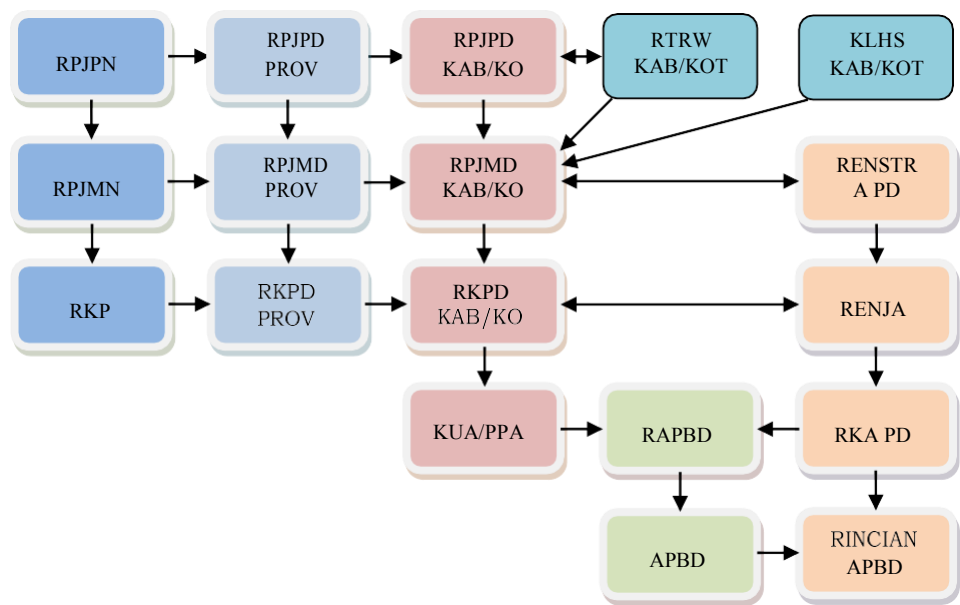 RPJPN
RPJPD
PROV
RPJPD
KAB/KO
RTRW
KAB/KOT
KLHS
KAB/KOT
RPJMN
RPJMD
PROV
RPJMD
KAB/KO
RENSTR
A PD
RKP
RKPD
PROV
RKPD
KAB/KO
RENJA
KUA/PPA
RAPBD
RKA PD
APBD
RINCIAN
APBD